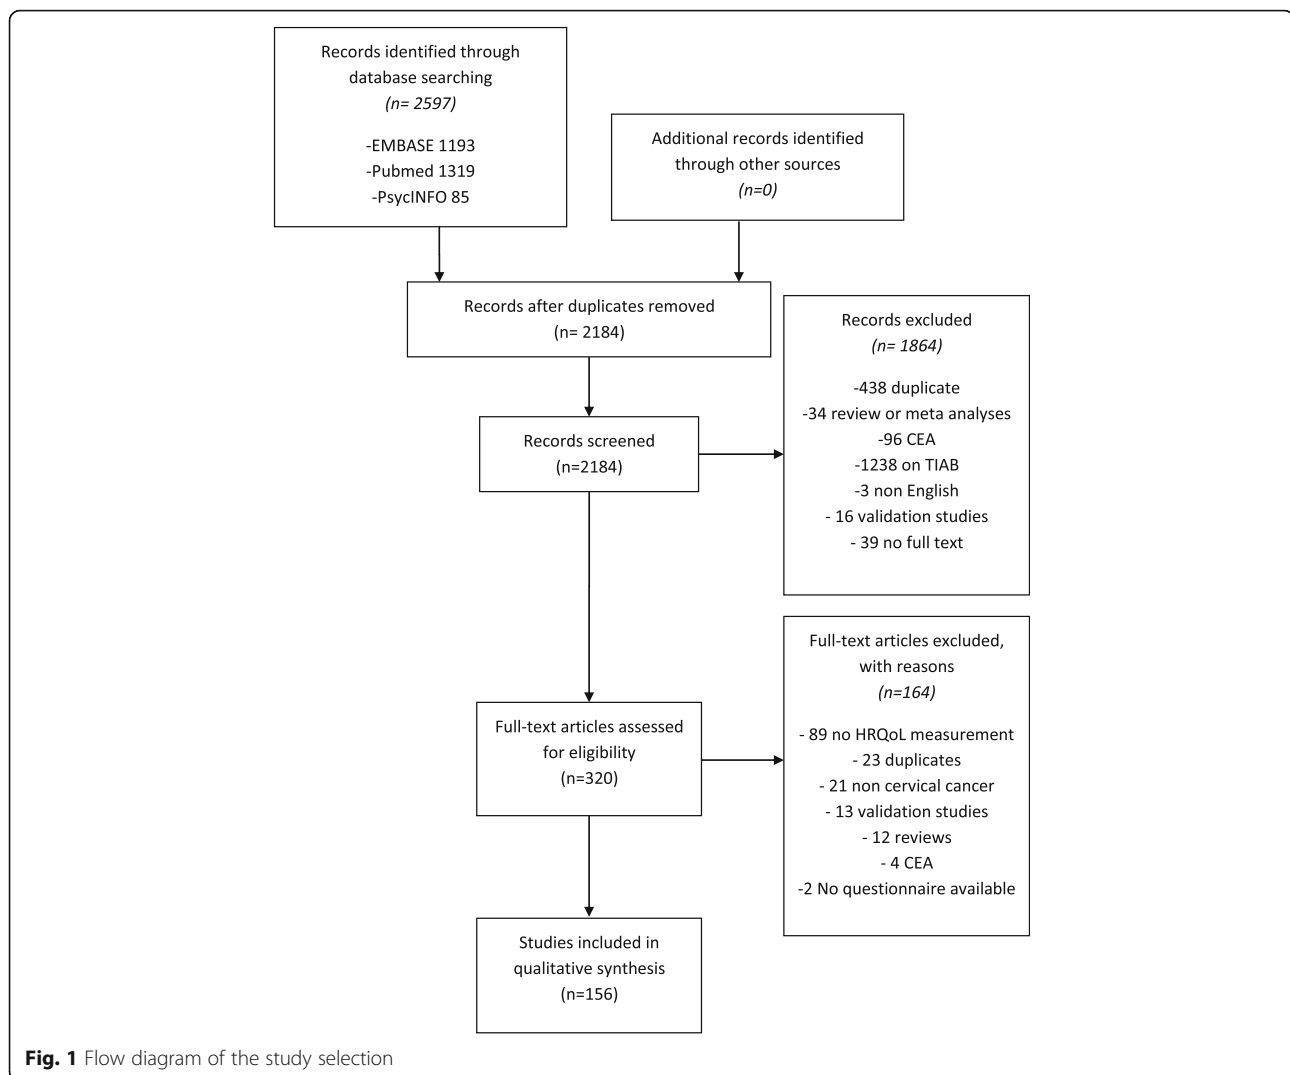 Records identified through
database searching
(n= 2597)
-EMBASE 1193
-Pubmed 1319
-PsycINFO 85
Additional records identified
through other sources
(n=0)
Records after duplicates removed
(n= 2184)
Records screened
(n=2184)
Records excluded
(n= 1864)
-438 duplicate
-34 review or meta analyses
-96 CEA
-1238 on TIAB
-3 non English
- 16 validation studies
- 39 no full text
Full-text articles assessed
for eligibility
(n=320)
Full-text articles excluded,
with reasons
(n=164)
- 89 no HRQoL measurement
- 23 duplicates
- 21 non cervical cancer
- 13 validation studies
- 12 reviews
- 4 CEA
-2 No questionnaire available
Studies included in
qualitative synthesis
(n=156)
Fig. 1 Flow diagram of the study selection